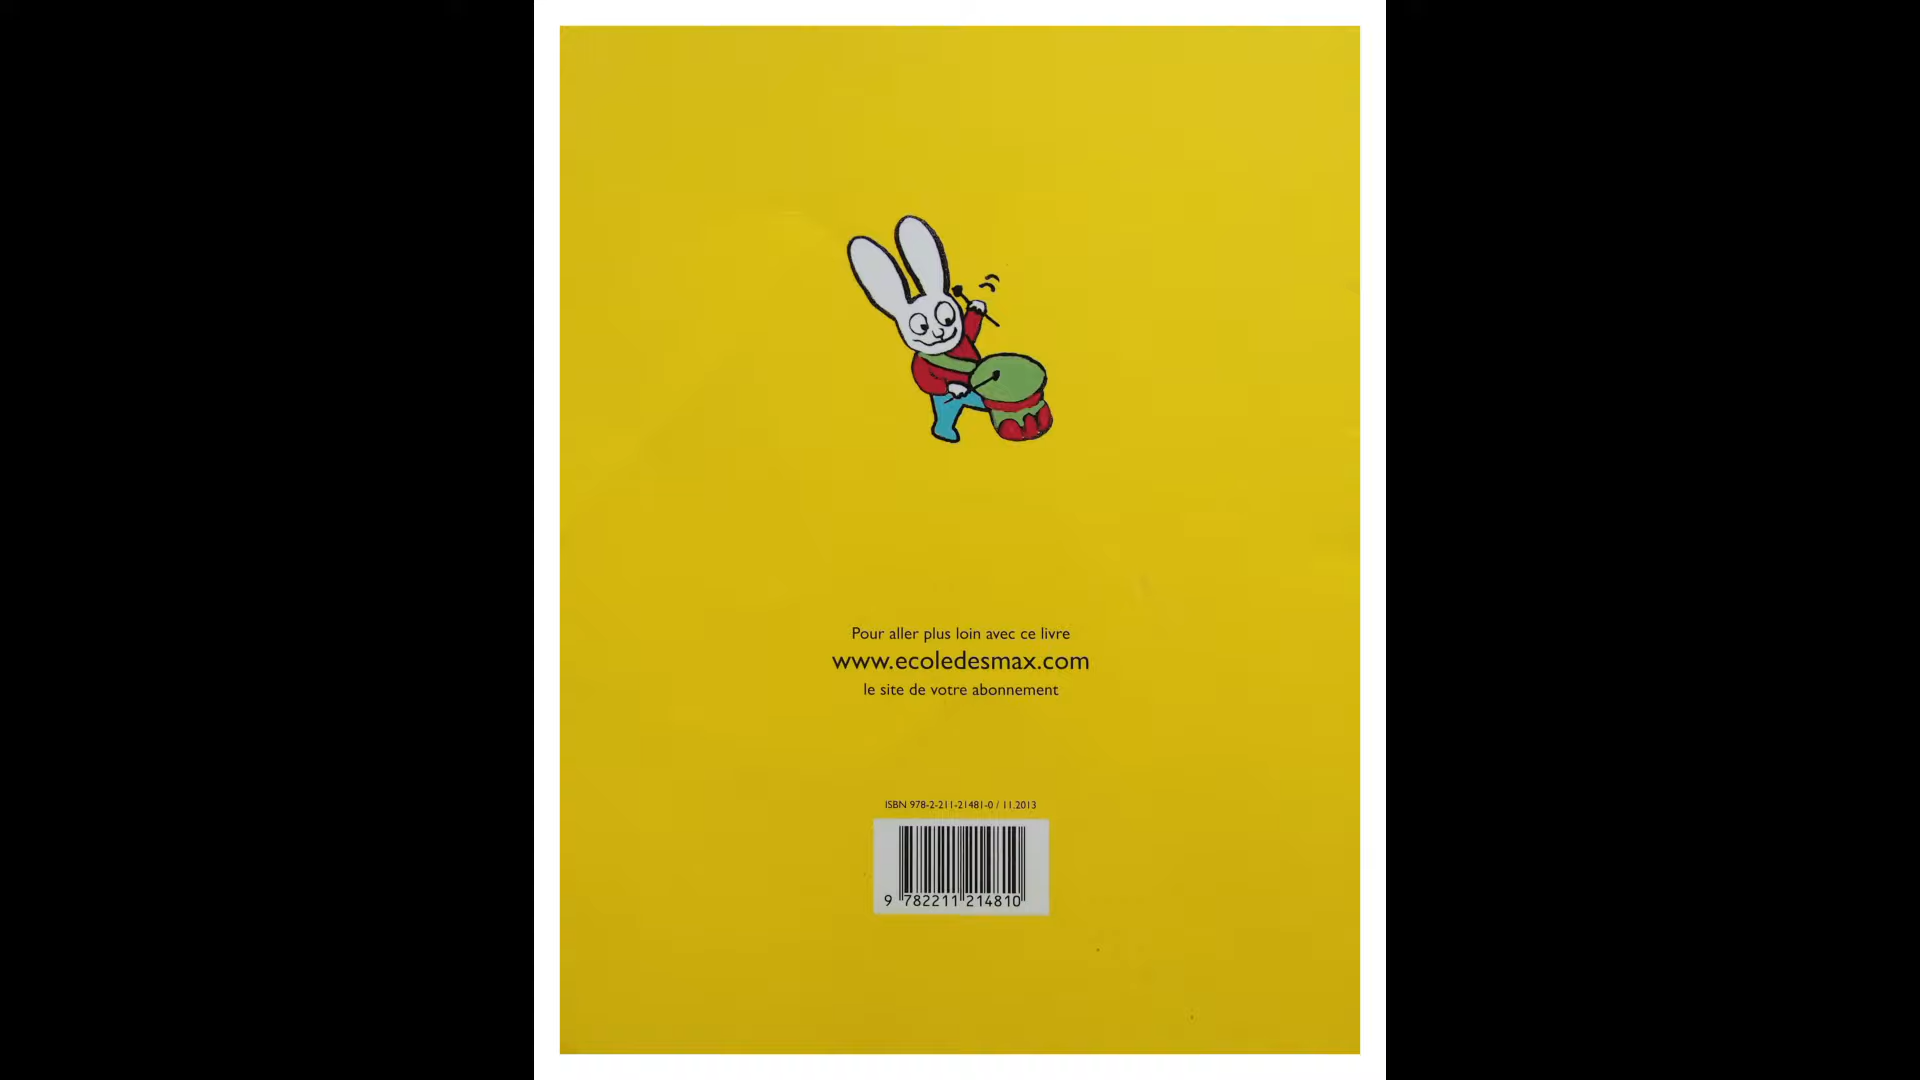 Pour aller plus loin avec ce livre
www.ecoledesmax.com
le site de votre abonnement
ISBN 978-2-211-21481-0 / 11.2013
9 782211 214810